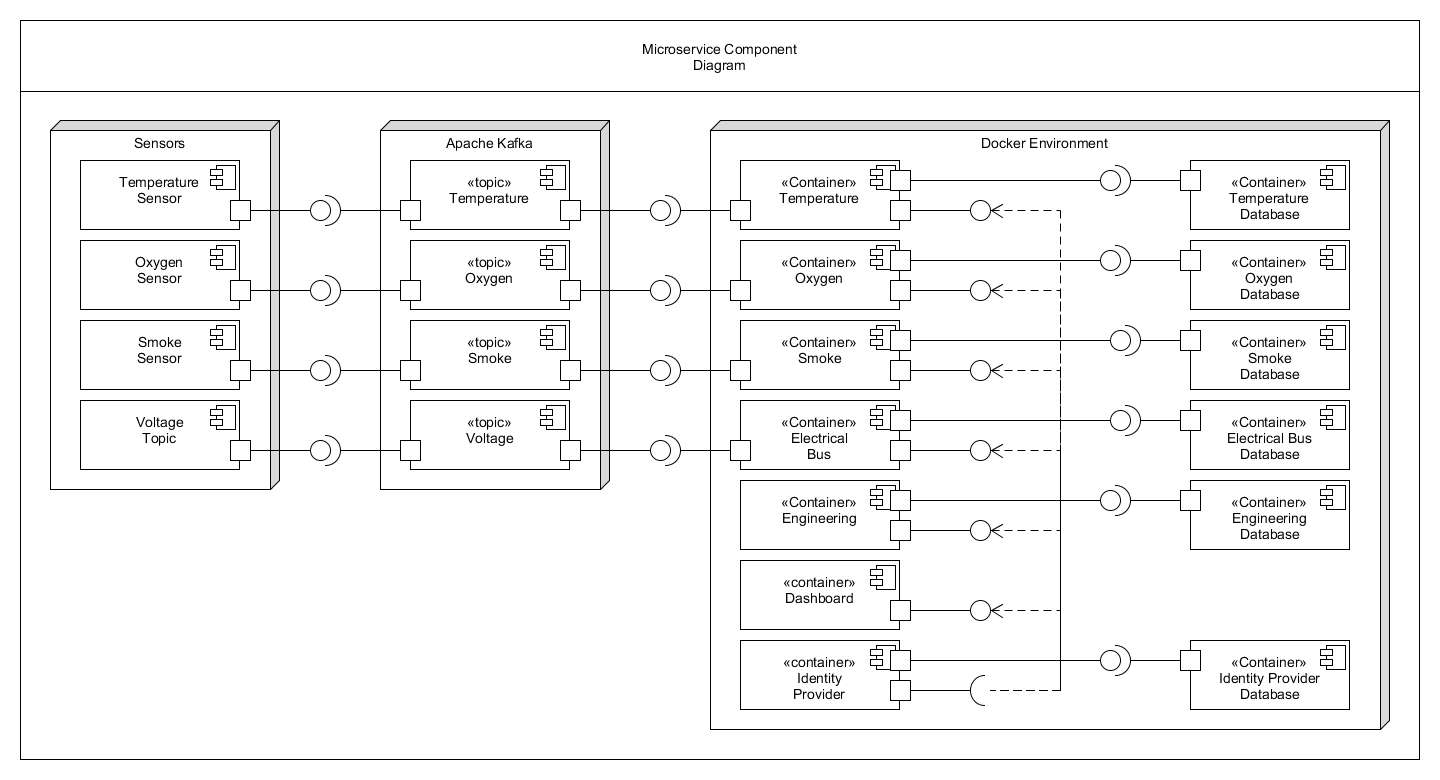 Microservice Component
Diagram
Sensors
Temperature
Sensor
Oxygen
Sensor
Smoke
Sensor
Voltage
Topic
Apache Kafka
«topic»
Temperature
«topic»
Oxygen
«topic»
Smoke
«topic»
Voltage
Docker Environment
«Container»
Temperature
«Container»
Oxygen
«Container»
Smoke
«Container»
Electrical
Bus
«Container»
Engineering
«container»
Dashboard
«container»
Identity
Provider
«Container»
Temperature
Database
«Container»
Oxygen
Database
«Container»
Smoke
Database
«Container»
Electrical Bus
Database
«Container»
Engineering
Database
«Container»
Identity Provider
Database